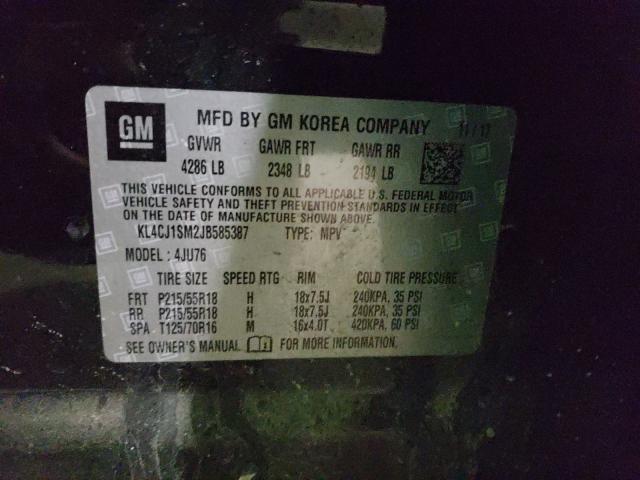 GM
MFD BY GM KOREA COMPANY 11/17
GVWR GAWR FRT GAWR RR
4286 LB 2348 LB 2194 LB
THIS VEHICLE CONFORMS TO ALL APPLICABLE U.S. FEDERAL MOTOR
VEHICLE SAFETY AND THEFT PREVENTION STANDARDS IN EFFECT
ON THE DATE OF MANUFACTURE SHOWN ABOVE.
KL4CJ1SM2JB585387 TYPE: MPV
MODEL : 4JU76
TIRE SIZE SPEED RTG RIM COLD TIRE PRESSURE
FRT P215/55R18 H 18x7.5J 240KPA, 35 PSI
RR P215/55R18 H 18x7.5J 240KPA, 35 PSI
SPA T125/70R16 M 16x4.0T 420KPA, 60 PSI
SEE OWNER'S MANUAL FOR MORE INFORMATION.